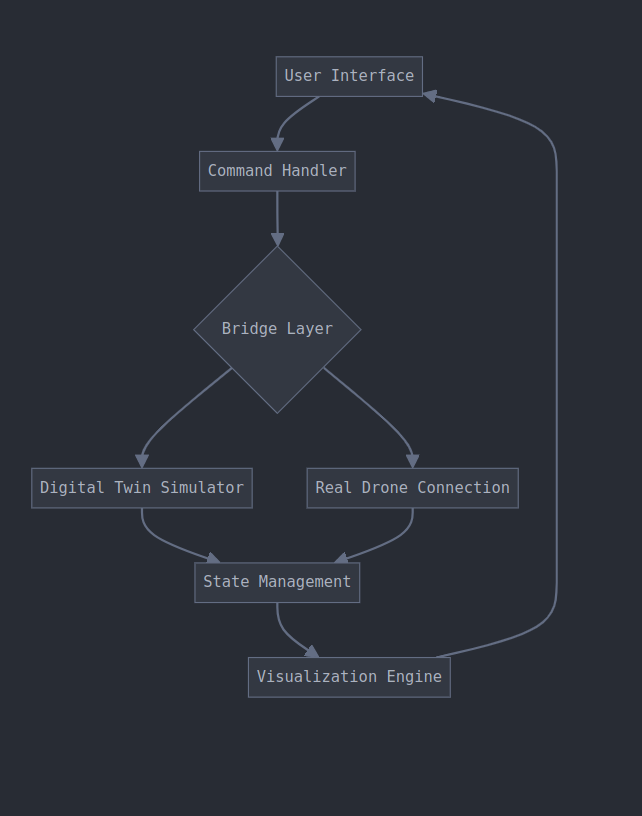 User Interface
Command Handler
Bridge Layer
Digital Twin Simulator
Real Drone Connection
State Management
Visualization Engine